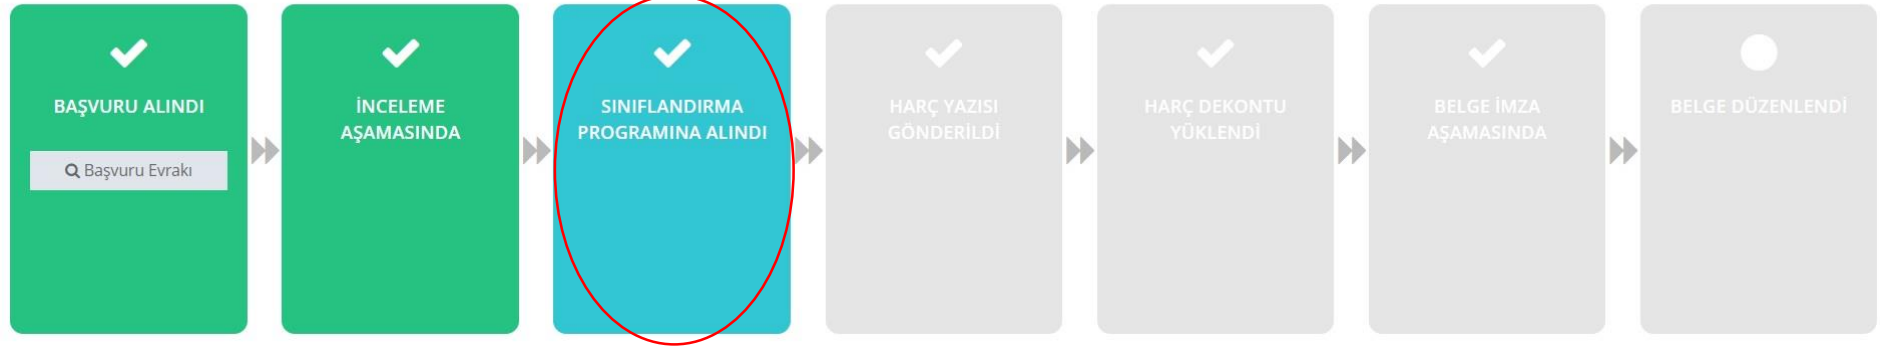 BAŞVURU ALINDI
Başvuru Evrakı
İNCELEME
AŞAMASINDA
SINIFLANDIRMA
PROGRAMINA ALINDI
HARÇ YAZISI
GÖNDERİLDİ
HARÇ DEKONTU
YÜKLENDİ
BELGE İMZA
AŞAMASINDA
BELGE DÜZENLENDİ